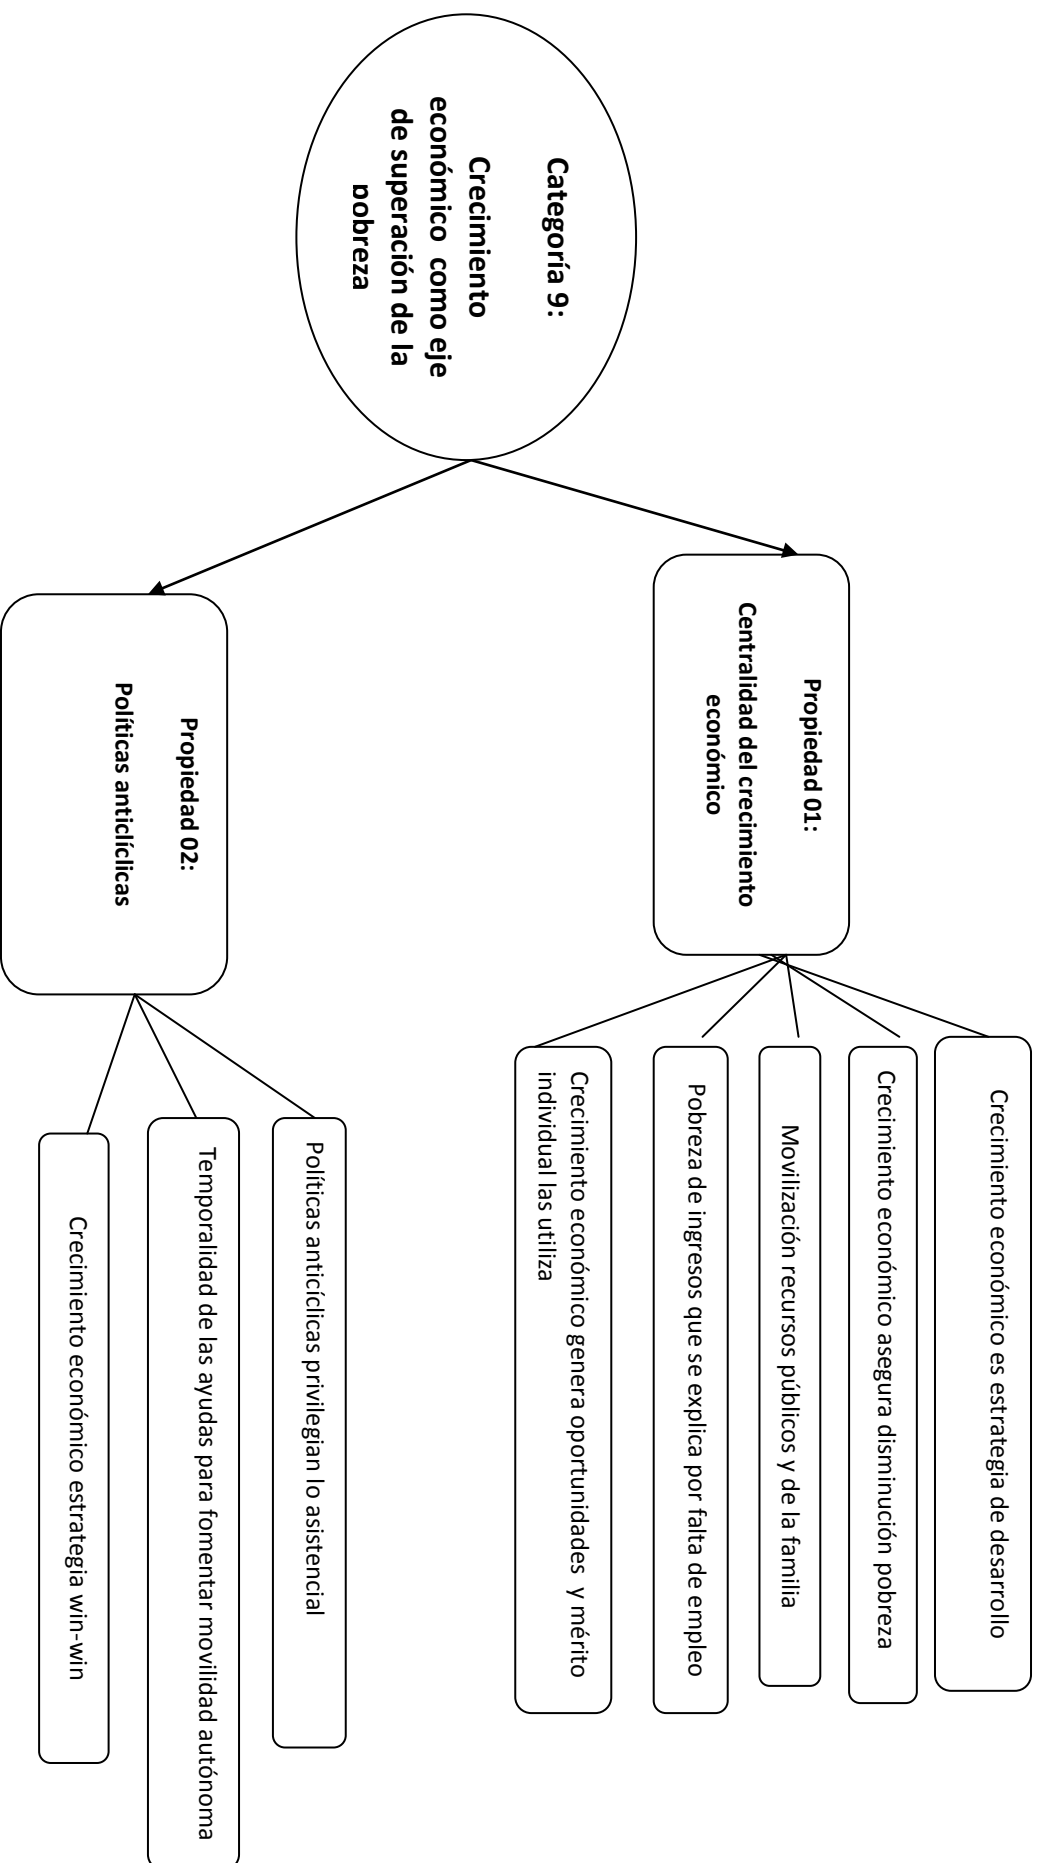 Categoría 9:
Crecimiento
económico como eje
de superación de la
pobreza
Propiedad 01:
Centralidad del crecimiento
económico
Crecimiento económico es estrategia de desarrollo
Crecimiento económico asegura disminución pobreza
Movilización recursos públicos y de la familia
Pobreza de ingresos que se explica por falta de empleo
Crecimiento económico genera oportunidades y mérito
individual las utiliza
Propiedad 02:
Políticas anticlíclicas
Políticas anticíclicas privilegian lo asistencial
Temporalidad de las ayudas para fomentar movilidad autónoma
Crecimiento económico estrategia win-win